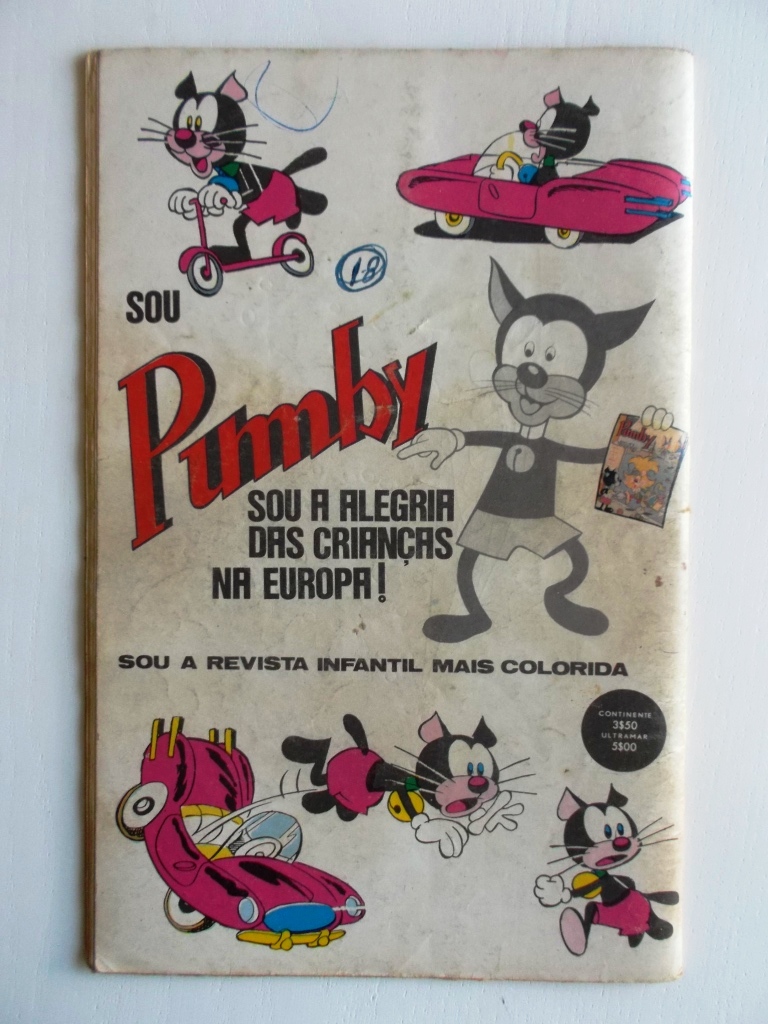 18
SOU
Pumby
Pumby
SOU A ALEGRIA
DAS CRIANÇAS
NA EUROPA!
SOU A REVISTA INFANTIL MAIS COLORIDA
CONTINENTE
3$50
ULTRAMAR
5$00